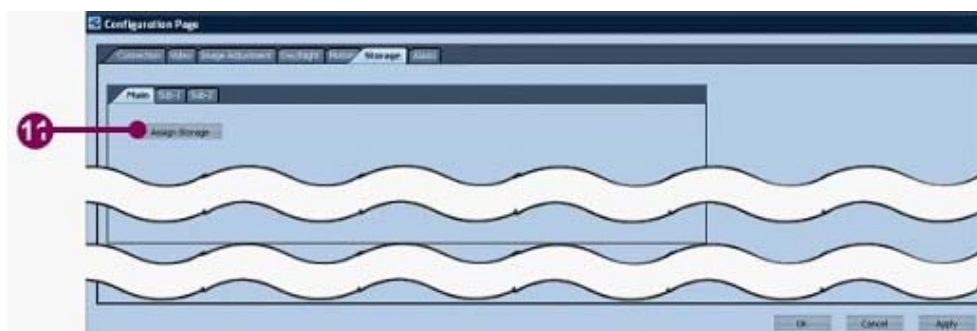 Configuration Page
Connection Video Image Adjustment Day/Night Motion Storage Alarm
Main Sub-1 Sub-2
11 Assign Storage
OK Cancel Apply